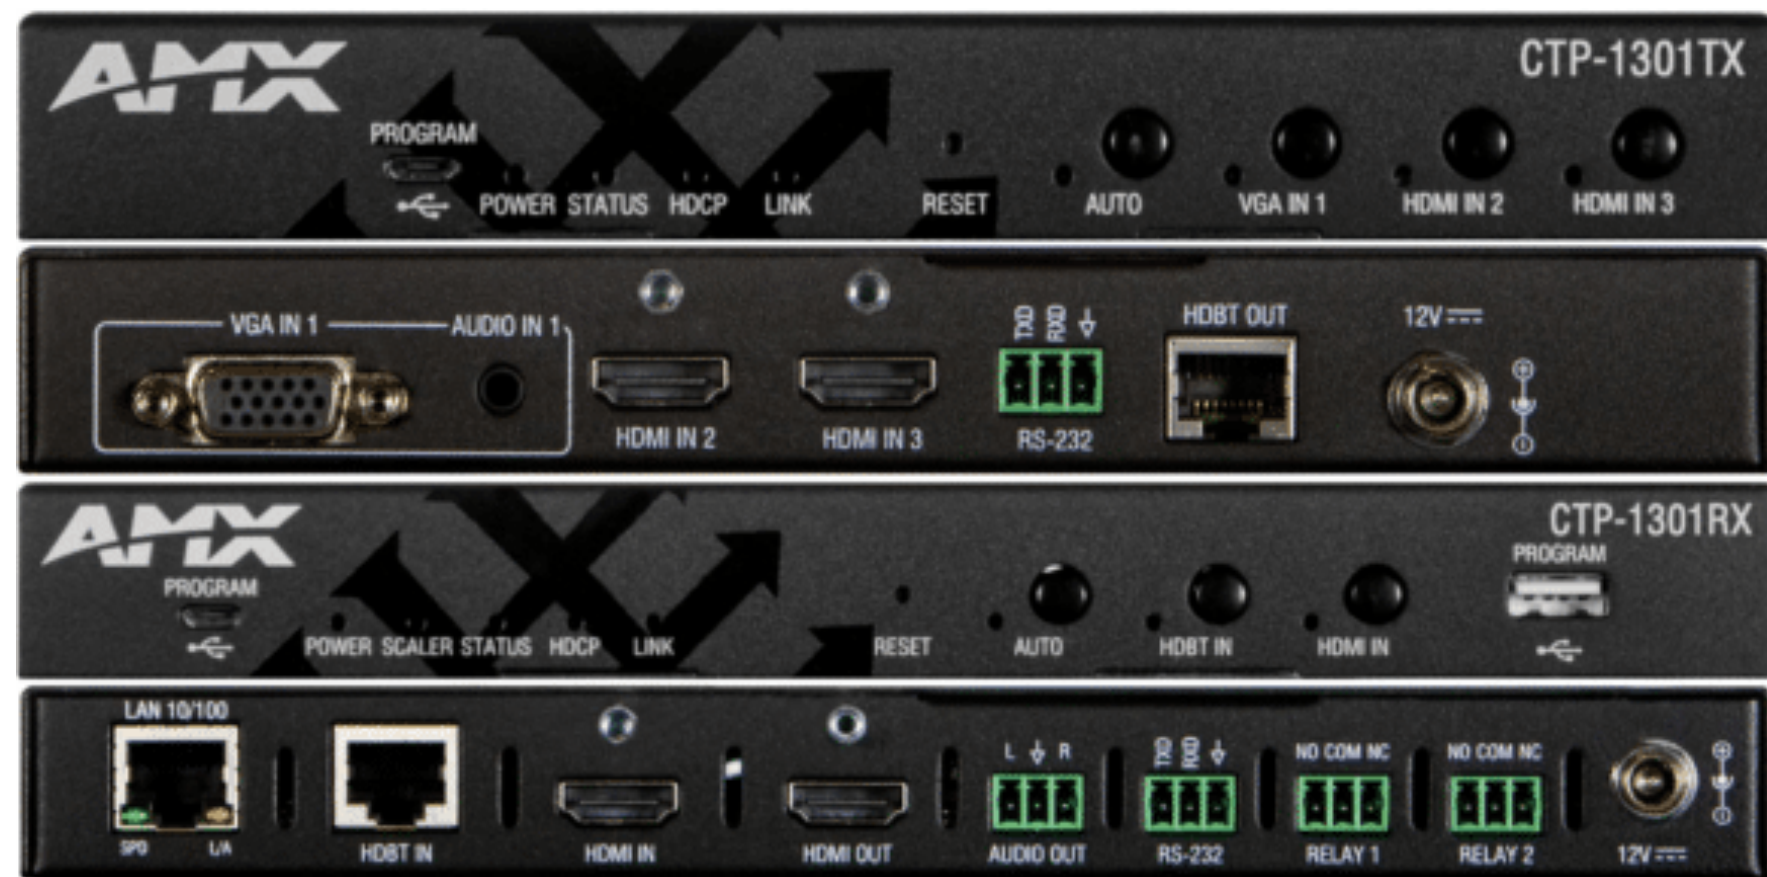 AMX
CTP-1301TX
PROGRAM
POWER STATUS HDCP LINK RESET AUTO VGA IN 1 HDMI IN 2 HDMI IN 3
VGA IN 1 AUDIO IN 1 TXD RXD HDBT OUT 12V
HDMI IN 2 HDMI IN 3 RS-232
AMX
CTP-1301RX
PROGRAM PROGRAM
POWER SCALER STATUS HDCP LINK RESET AUTO HDBT IN HDMI IN
LAN 10/100
L R TXD RXD NO COM NC NO COM NC
SPD L/A HDBT IN HDMI IN HDMI OUT AUDIO OUT RS-232 RELAY 1 RELAY 2 12V